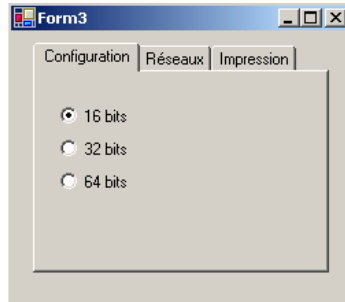 Form3
Configuration Réseaux Impression
16 bits
32 bits
64 bits